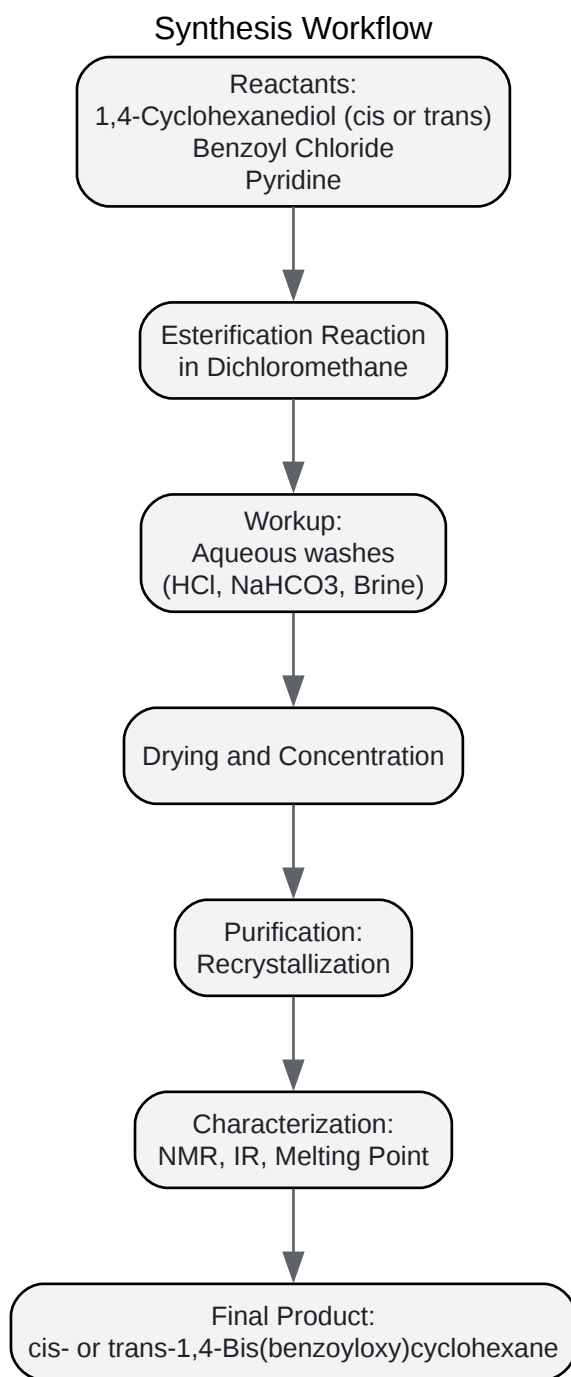 Synthesis Workflow
Reactants:
1,4-Cyclohexanediol (cis or trans)
Benzoyl Chloride
Pyridine
Esterification Reaction
in Dichloromethane
Workup:
Aqueous washes
(HCl, NaHCO3, Brine)
Drying and Concentration
Purification:
Recrystallization
Characterization:
NMR, IR, Melting Point
Final Product:
cis- or trans-1,4-Bis(benzoyloxy)cyclohexane